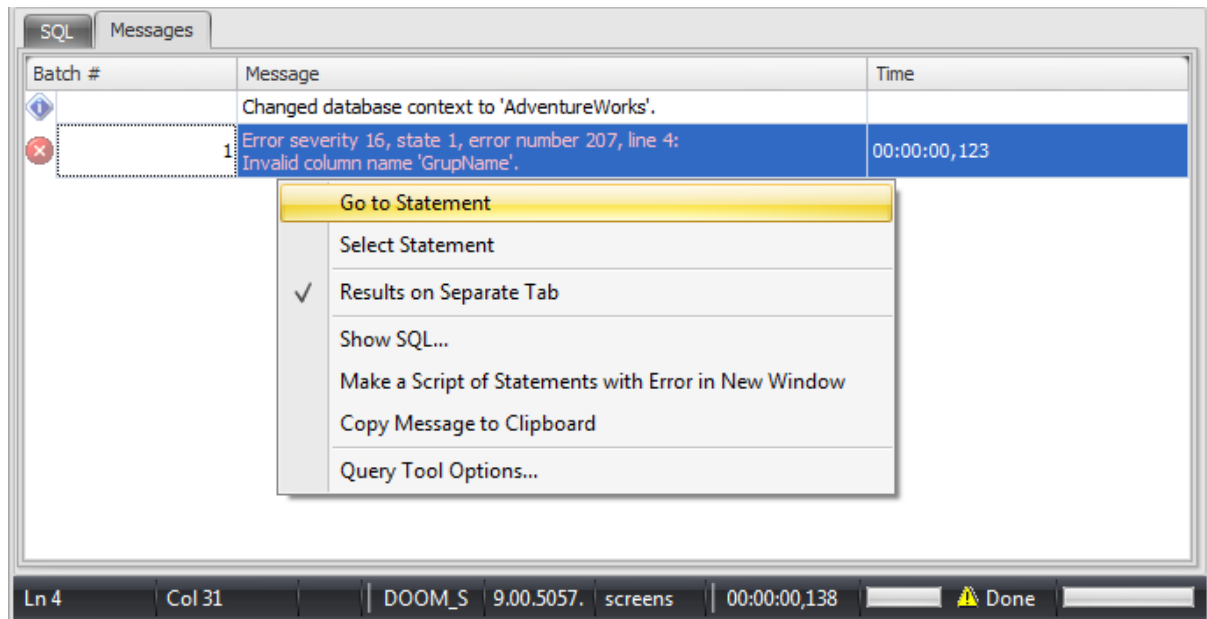 SQL Messages
Batch # Message Time
Changed database context to 'AdventureWorks'.
Error severity 16, state 1, error number 207, line 4:
1 Invalid column name 'GrupName'. 00:00:00,123
Go to Statement
Select Statement
Results on Separate Tab
Show SQL...
Make a Script of Statements with Error in New Window
Copy Message to Clipboard
Query Tool Options...
Ln 4 Col 31 DOOM_S 9.00.5057. screens 00:00:00,138 Done